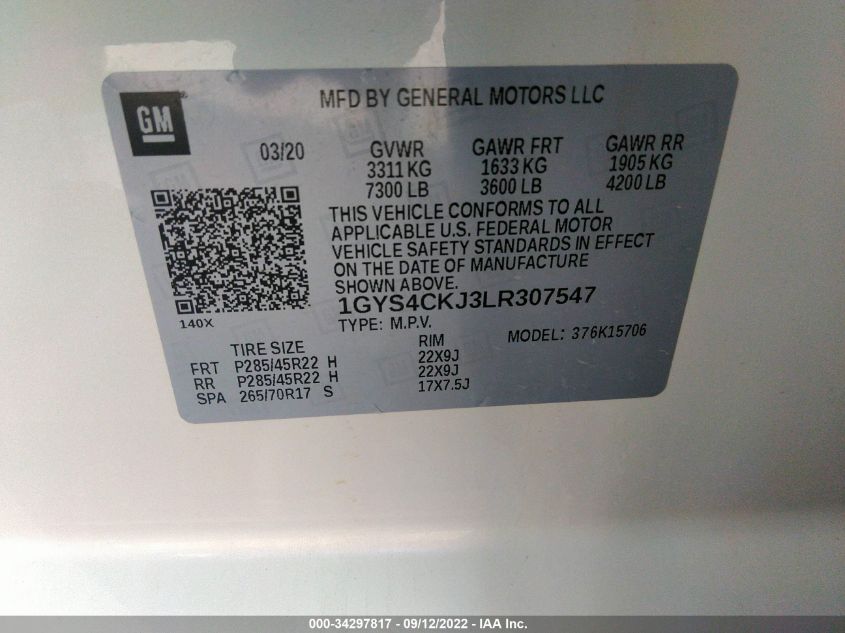 GM
MFD BY GENERAL MOTORS LLC
03/20 GVWR GAWR FRT GAWR RR
3311 KG 1633 KG 1905 KG
7300 LB 3600 LB 4200 LB
THIS VEHICLE CONFORMS TO ALL
APPLICABLE U.S. FEDERAL MOTOR
VEHICLE SAFETY STANDARDS IN EFFECT
ON THE DATE OF MANUFACTURE
SHOWN ABOVE.
1GYS4CKJ3LR307547
140X
TYPE: M.P.V. MODEL: 376K15706
TIRE SIZE RIM
FRT P285/45R22 H 22X9J
RR P285/45R22 H 22X9J
SPA 265/70R17 S 17X7.5J
000-34297817 - 09/12/2022 - IAA Inc.